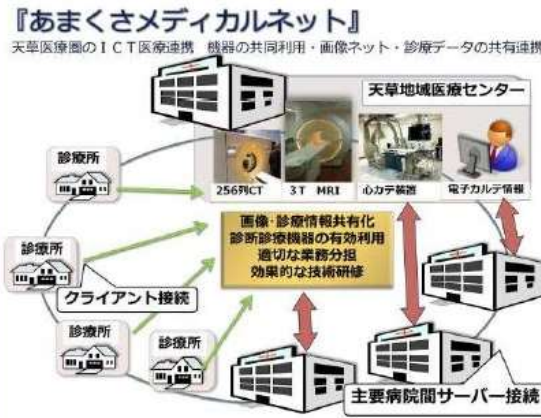 『あまくさメディカルネット』
天草医療圏のICT医療連携 機器の共同利用・画像ネット・診療データの共有連携
天草地域医療センター
256列CT
3T MRI
心カテ装置
電子カルテ情報
診療所
診療所
クライアント接続
診療所
診療所
画像・診療情報共有化
診断診療機器の有効利用
適切な業務分担
効果的な技術研修
主要病院間サーバー接続